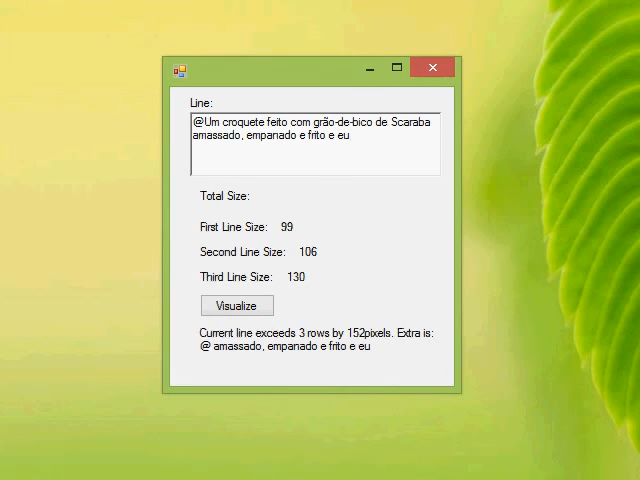 Line:
@Um croquete feito com grão-de-bico de Scaraba
amassado, empanado e frito e eu
Total Size:
First Line Size: 99
Second Line Size: 106
Third Line Size: 130
Visualize
Current line exceeds 3 rows by 152pixels. Extra is:
@ amassado, empanado e frito e eu